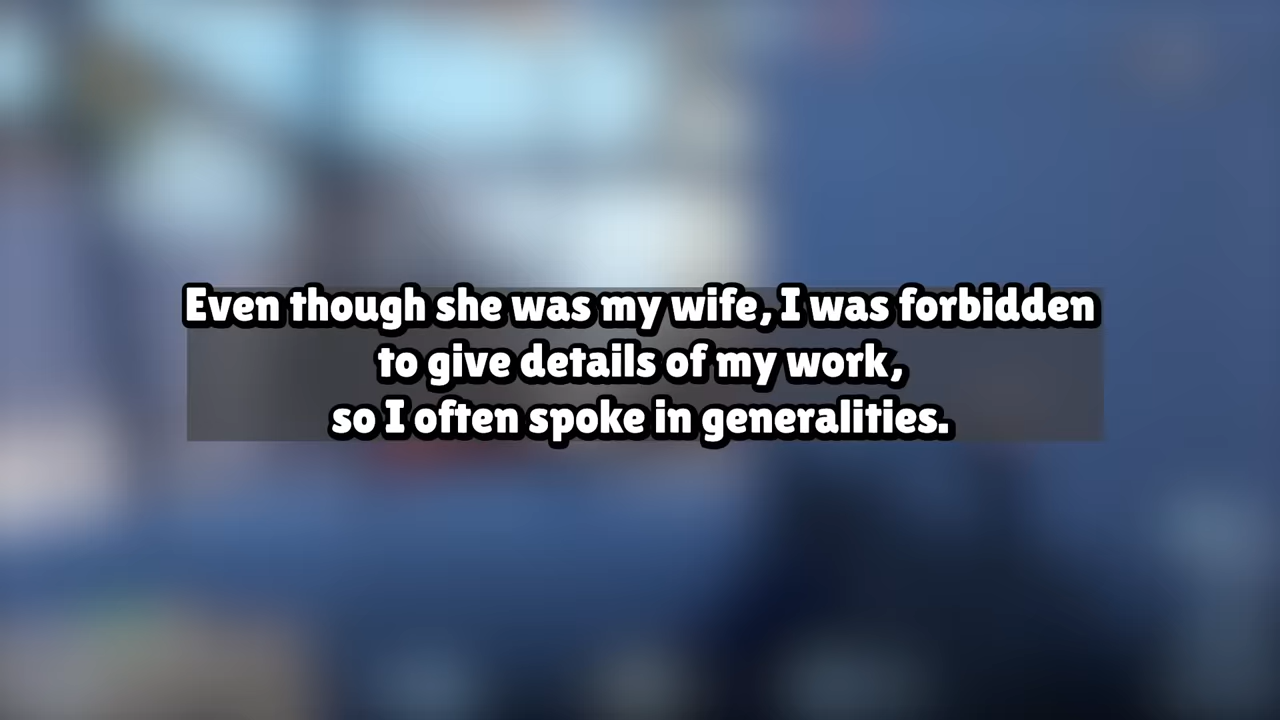 Even though she was my wife, I was forbidden
to give details of my work,
so I often spoke in generalities.